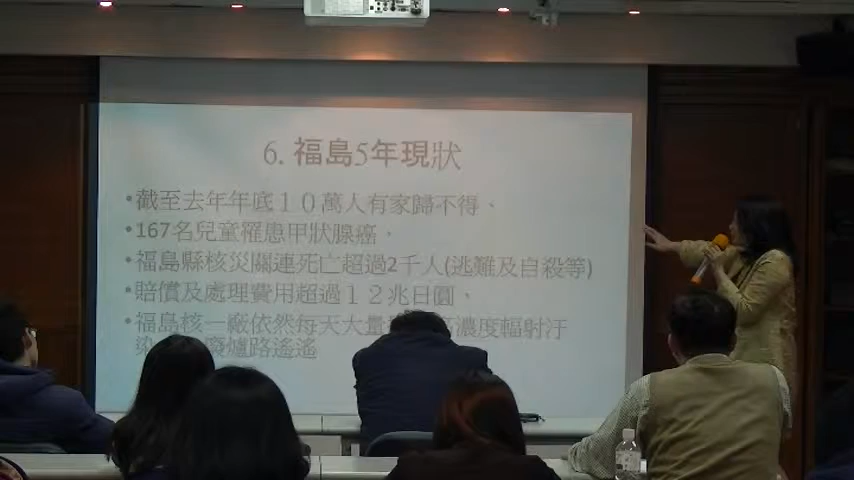 6. 福島5年現狀
•截至去年年底１０萬人有家歸不得、
•167名兒童罹患甲狀腺癌，
•福島縣核災關連死亡超過2千人(逃難及自殺等)
•賠償及處理費用超過１２兆日圓，
•福島核一廠依然每天大量 高濃度輻射汙
染 廢爐路遙遙